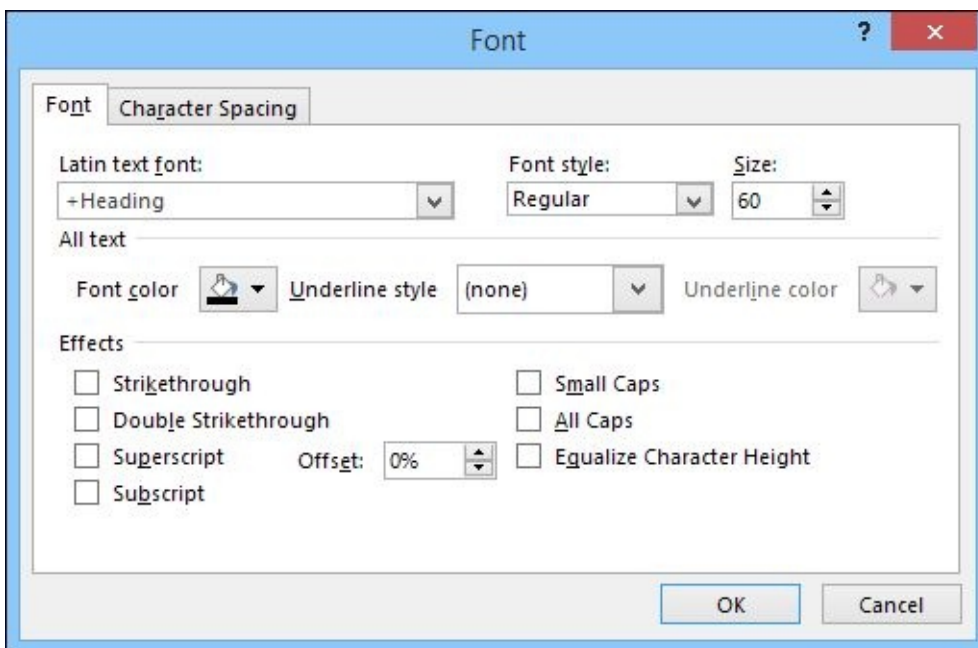 Font
?
Font Character Spacing
Latin text font: Font style: Size:
+Heading Regular 60
All text
Font color Underline style (none) Underline color
Effects
Strikethrough Small Caps
Double Strikethrough All Caps
Superscript Offset: 0% Equalize Character Height
Subscript
OK Cancel